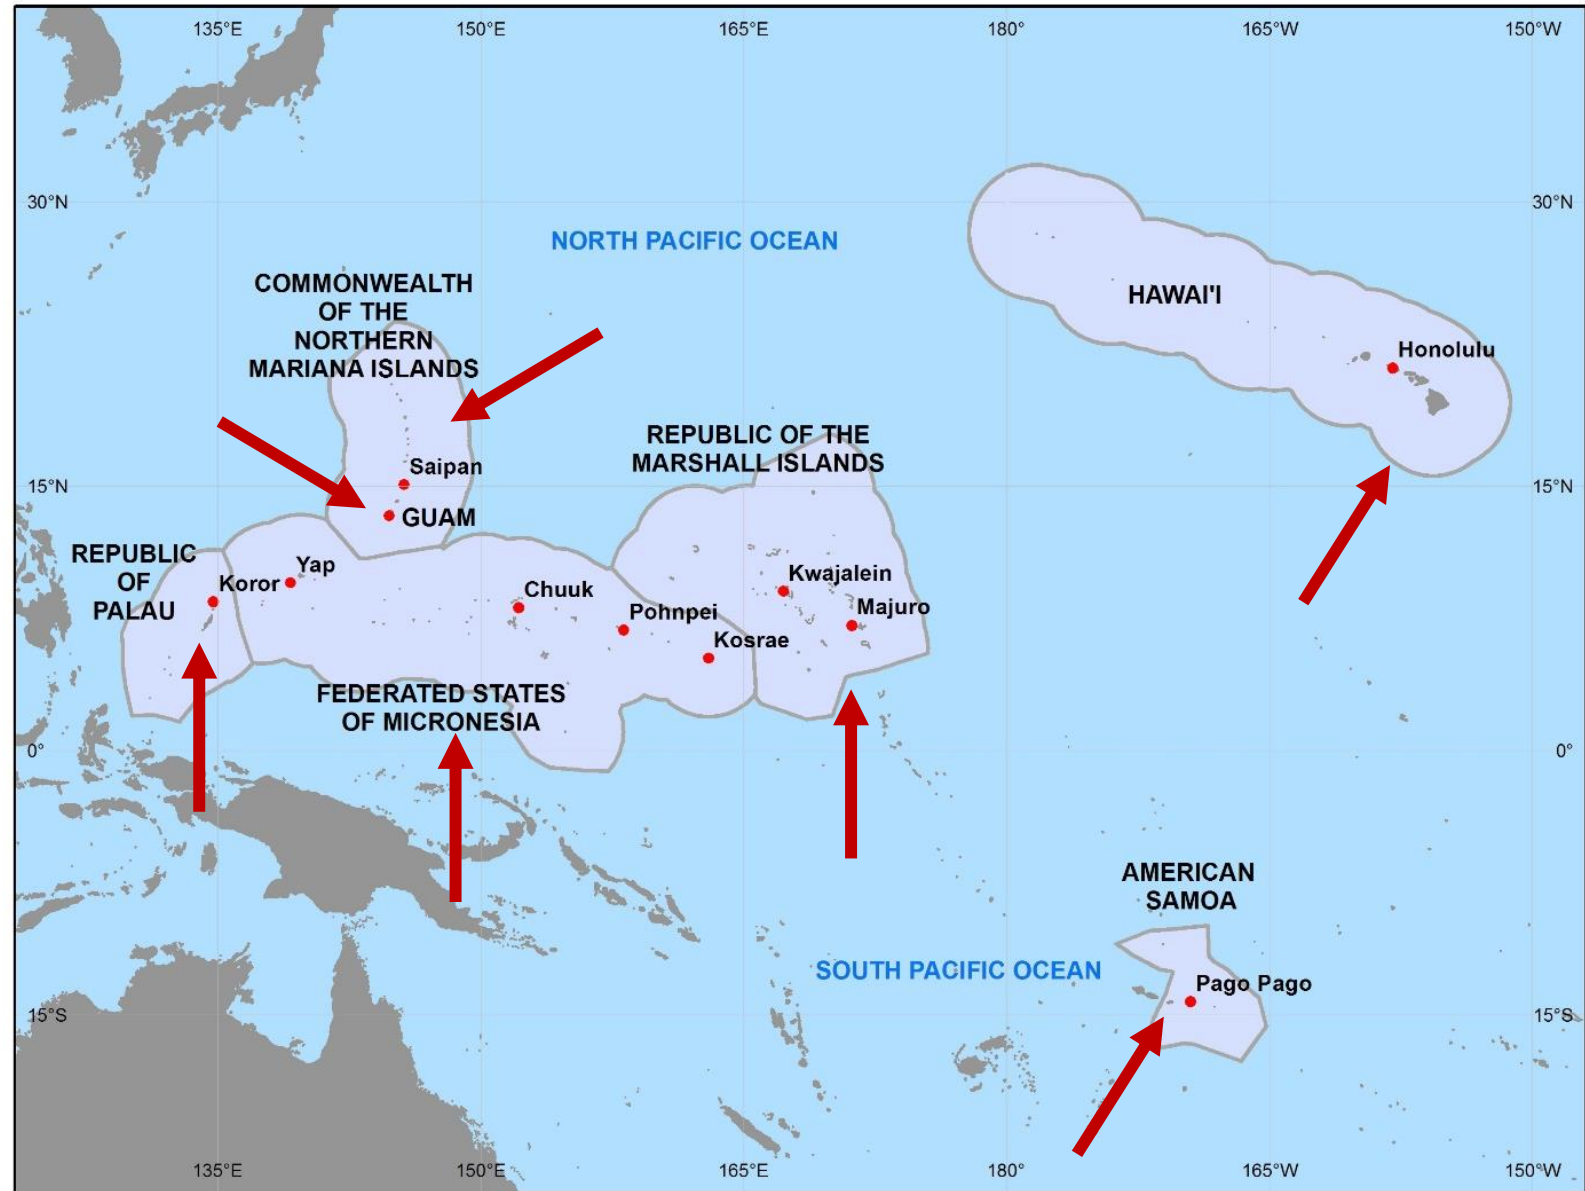 135°E
150°E
165°E
180°
165°W
150°W
30°N
30°N
NORTH PACIFIC OCEAN
COMMONWEALTH
OF THE
NORTHERN
MARIANA ISLANDS
HAWAI'I
Honolulu
REPUBLIC OF THE
MARSHALL ISLANDS
Saipan
15°N
15°N
GUAM
REPUBLIC
OF
PALAU
Koror
Yap
Chuuk
Pohnpei
Kosrae
Kwajalein
Majuro
FEDERATED STATES
OF MICRONESIA
0°
0°
AMERICAN
SAMOA
SOUTH PACIFIC OCEAN
Pago Pago
15°S
15°S
135°E
150°E
165°E
180°
165°W
150°W